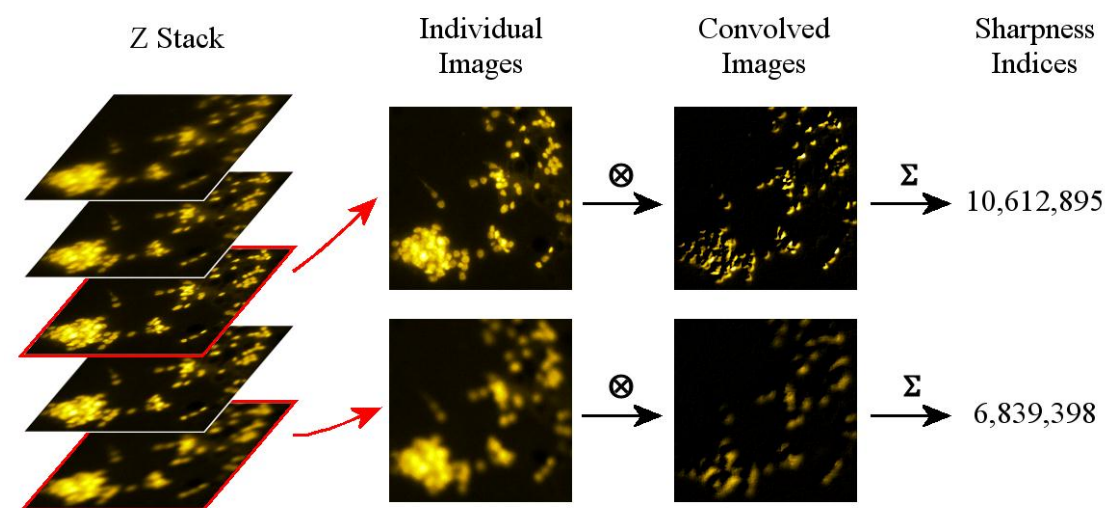 Z Stack
Individual
Images
Convolved
Images
Sharpness
Indices
⊗
Σ
10,612,895
⊗
Σ
6,839,398